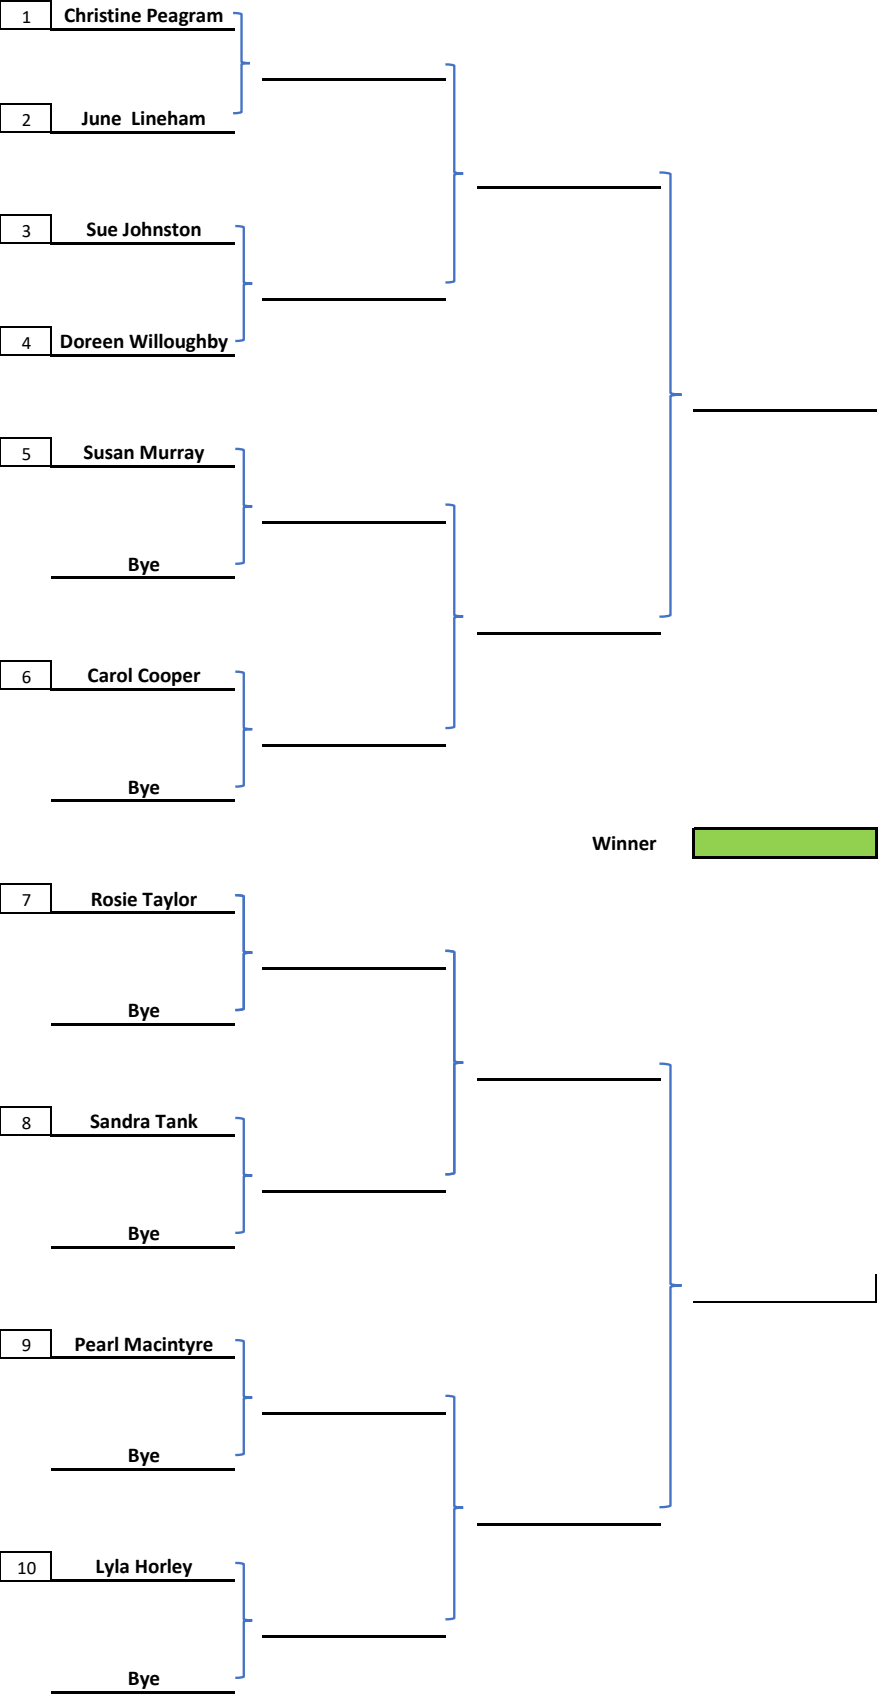 1 Christine Peagram
2 June Lineham
3 Sue Johnston
4 Doreen Willoughby
5 Susan Murray
Bye
6 Carol Cooper
Bye
Winner
7 Rosie Taylor
Bye
8 Sandra Tank
Bye
9 Pearl Macintyre
Bye
10 Lyla Horley
Bye